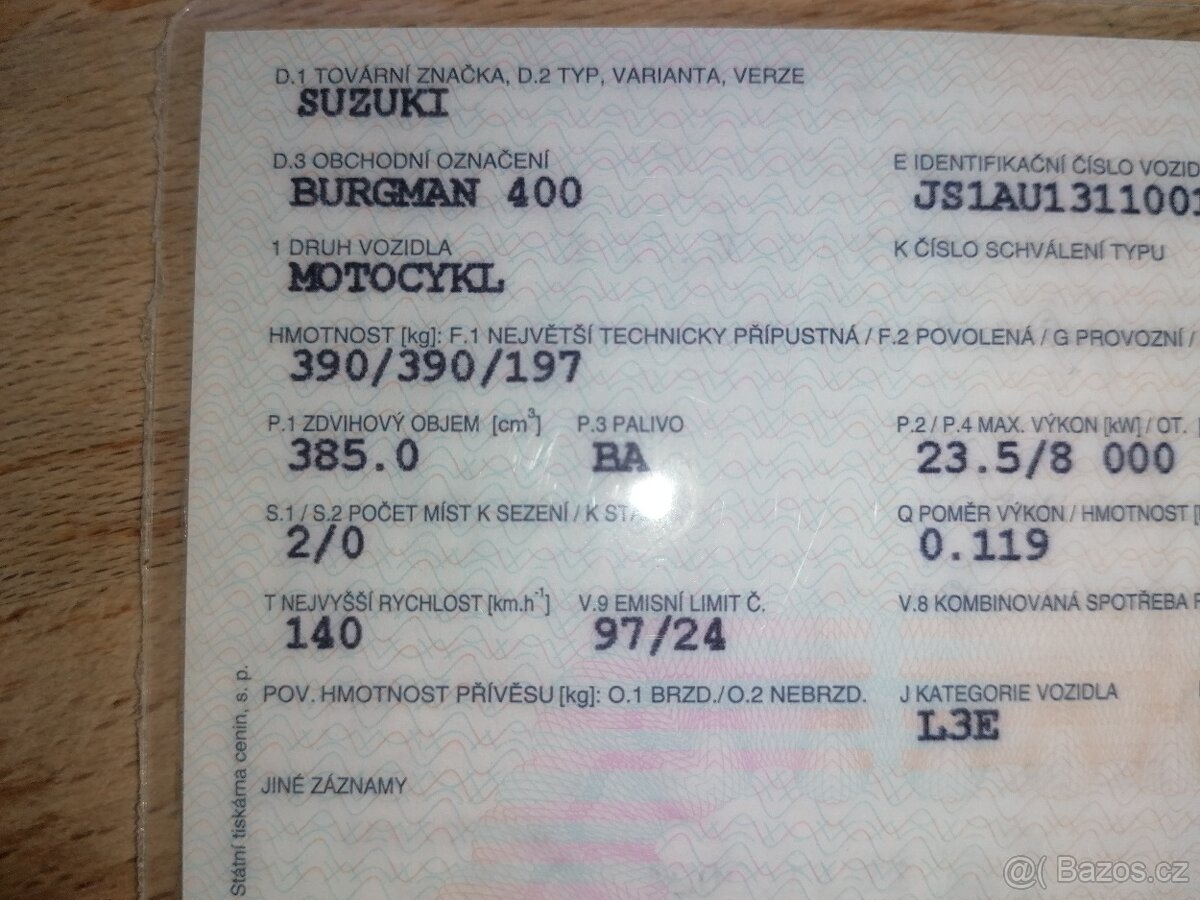 D.1 TOVÁRNÍ ZNAČKA, D.2 TYP, VARIANTA, VERZE
SUZUKI
D.3 OBCHODNÍ OZNAČENÍ
E IDENTIFIKAČNÍ ČÍSLO VOZID
BURGMAN 400
JS1AU1311001
1 DRUH VOZIDLA
K ČÍSLO SCHVÁLENÍ TYPU
MOTOCYKL
HMOTNOST [kg]: F.1 NEJVĚTŠÍ TECHNICKY PŘÍPUSTNÁ / F.2 POVOLENÁ / G PROVOZNÍ /
390/390/197
P.1 ZDVIHOVÝ OBJEM [cm³] P.3 PALIVO P.2 / P.4 MAX. VÝKON [kW] / OT.
385.0 BA 23.5/8 000
S.1 / S.2 POČET MÍST K SEZENÍ / K STÁ Q POMĚR VÝKON / HMOTNOST
2/0 0.119
T NEJVYŠŠÍ RYCHLOST [km.h⁻¹] V.9 EMISNÍ LIMIT Č. V.8 KOMBINOVANÁ SPOTŘEBA
140 97/24
POV. HMOTNOST PŘÍVĚSU [kg]: O.1 BRZD./O.2 NEBRZD. J KATEGORIE VOZIDLA
L3E
JINÉ ZÁZNAMY
Státní tiskárna cenin, s. p.
@( Bazos.cz